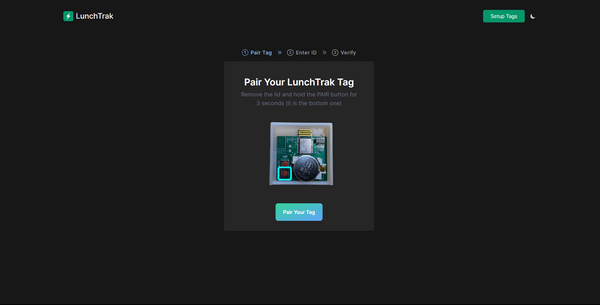 LunchTrak
Setup Tags
1 Pair Tag » 2 Enter ID » 3 Verify
Pair Your LunchTrak Tag
Remove the lid and hold the PAIR button for
3 seconds (it is the bottom one)
Pair Your Tag